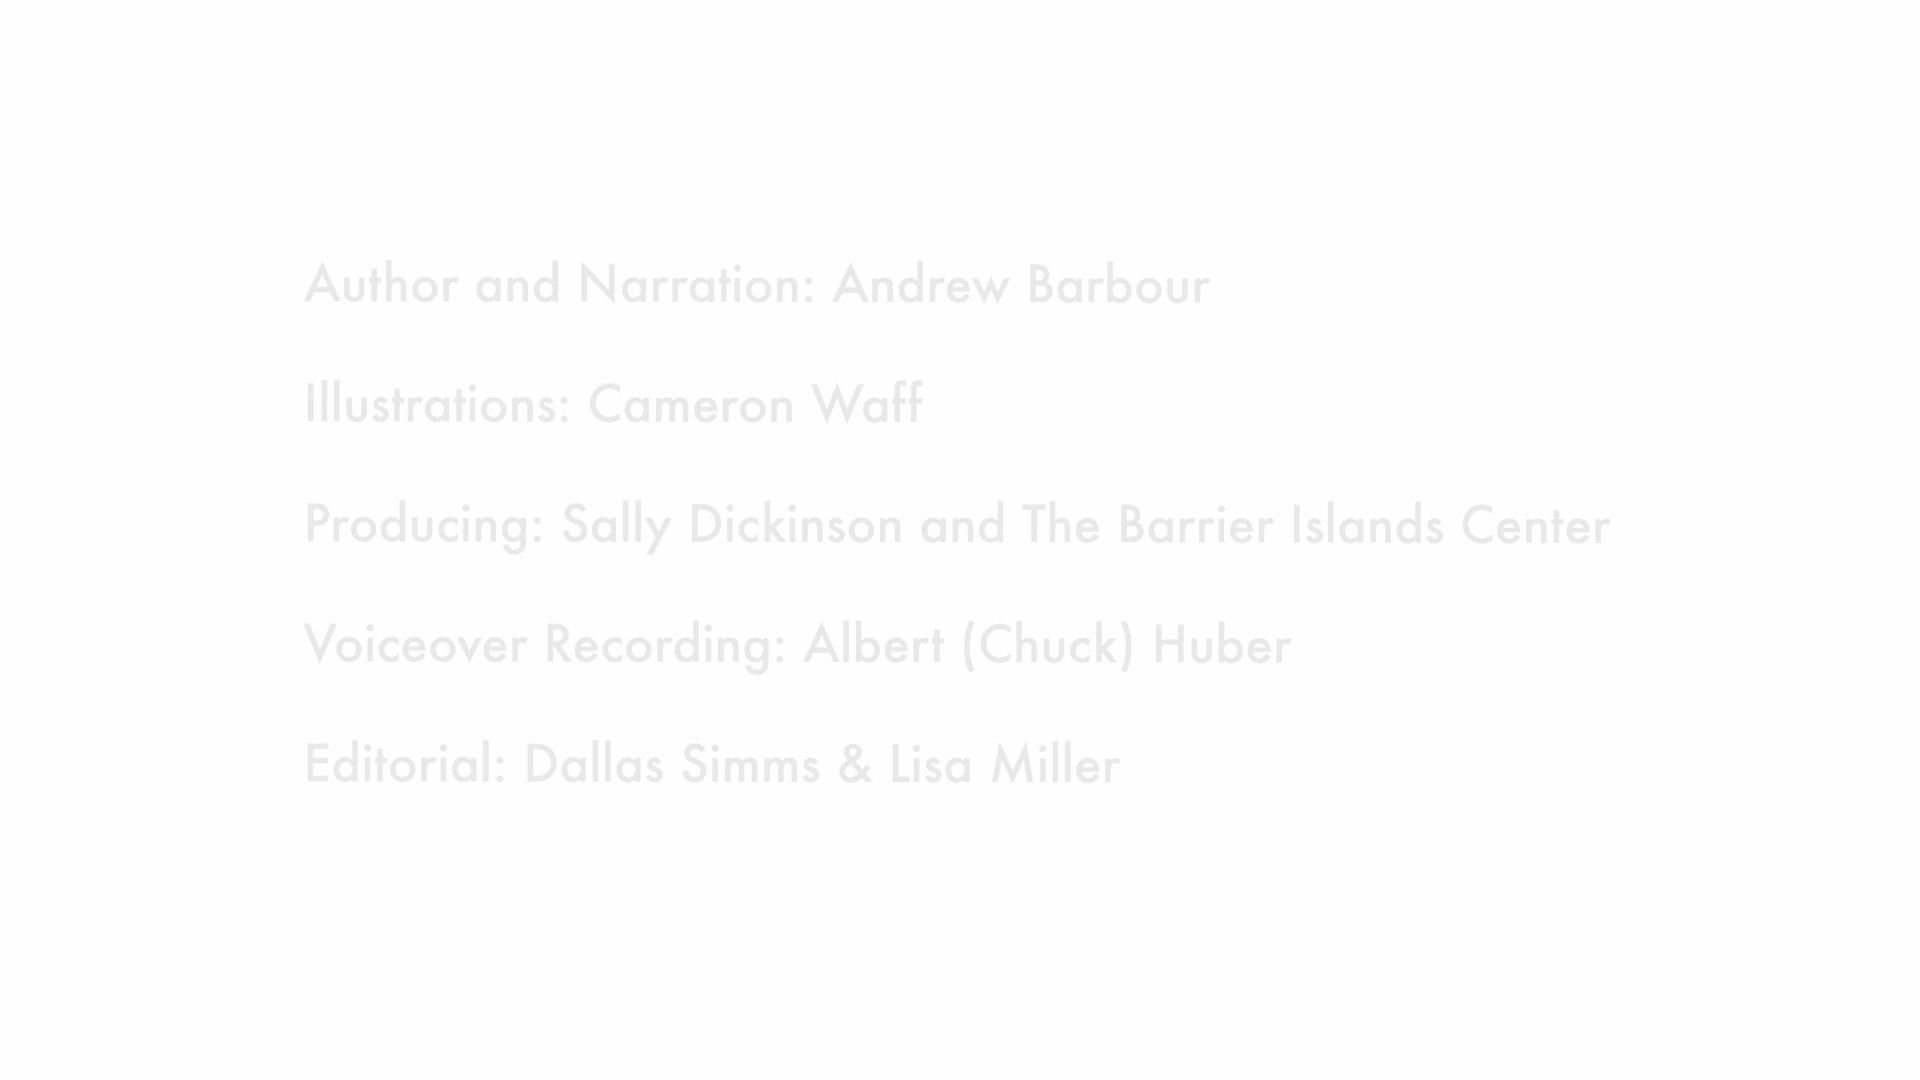 Author and Narration: Andrew Barbour
Illustrations: Cameron Waff
Producing: Sally Dickinson and The Barrier Islands Center
Voiceover Recording: Albert (Chuck) Huber
Editorial: Dallas Simms & Lisa Miller